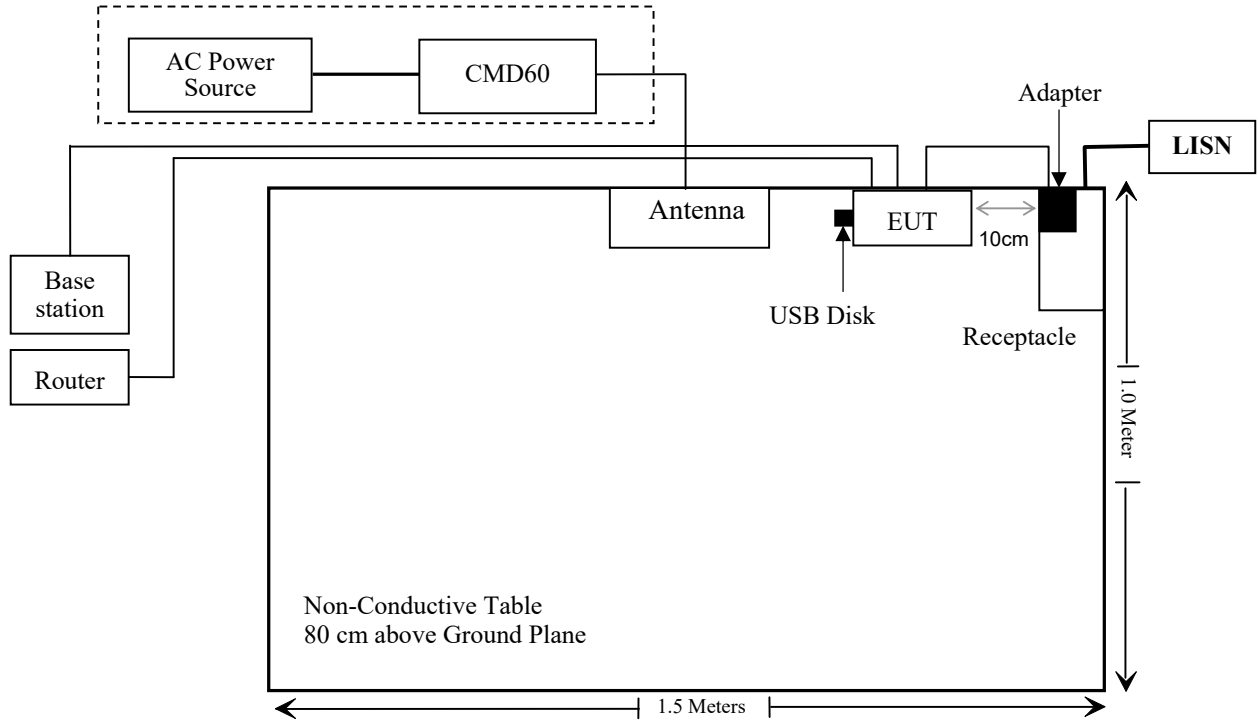 AC Power
Source
CMD60
Adapter
LISN
Antenna
EUT
10cm
Base
station
USB Disk
Receptacle
Router
1.0 Meter
Non-Conductive Table
80 cm above Ground Plane
1.5 Meters